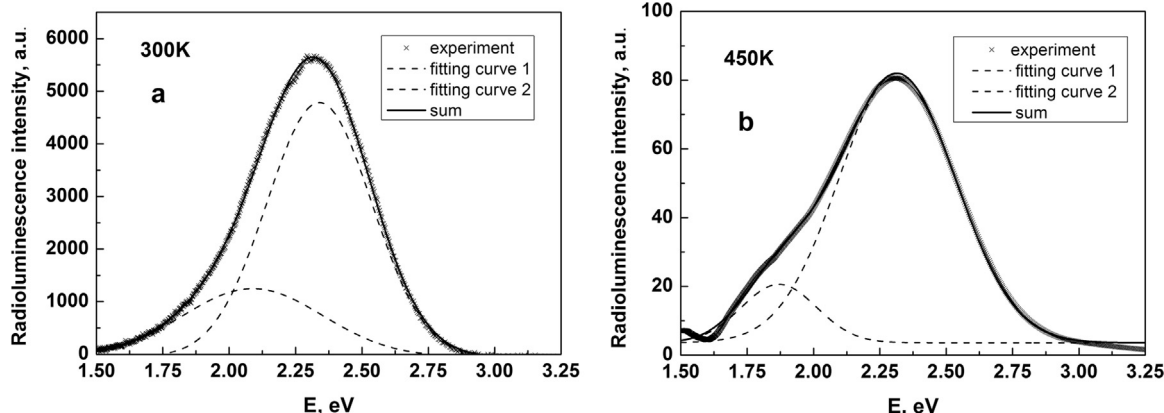 6000
5000
4000
3000
2000
1000
0
Radioluminescence intensity, a.u.
300K
a
experiment
fitting curve 1
fitting curve 2
sum
1.50 1.75 2.00 2.25 2.50 2.75 3.00 3.25
E, eV
100
80
60
40
20
0
Radioluminescence intensity, a.u.
450K
b
experiment
fitting curve 1
fitting curve 2
sum
1.50 1.75 2.00 2.25 2.50 2.75 3.00 3.25
E, eV